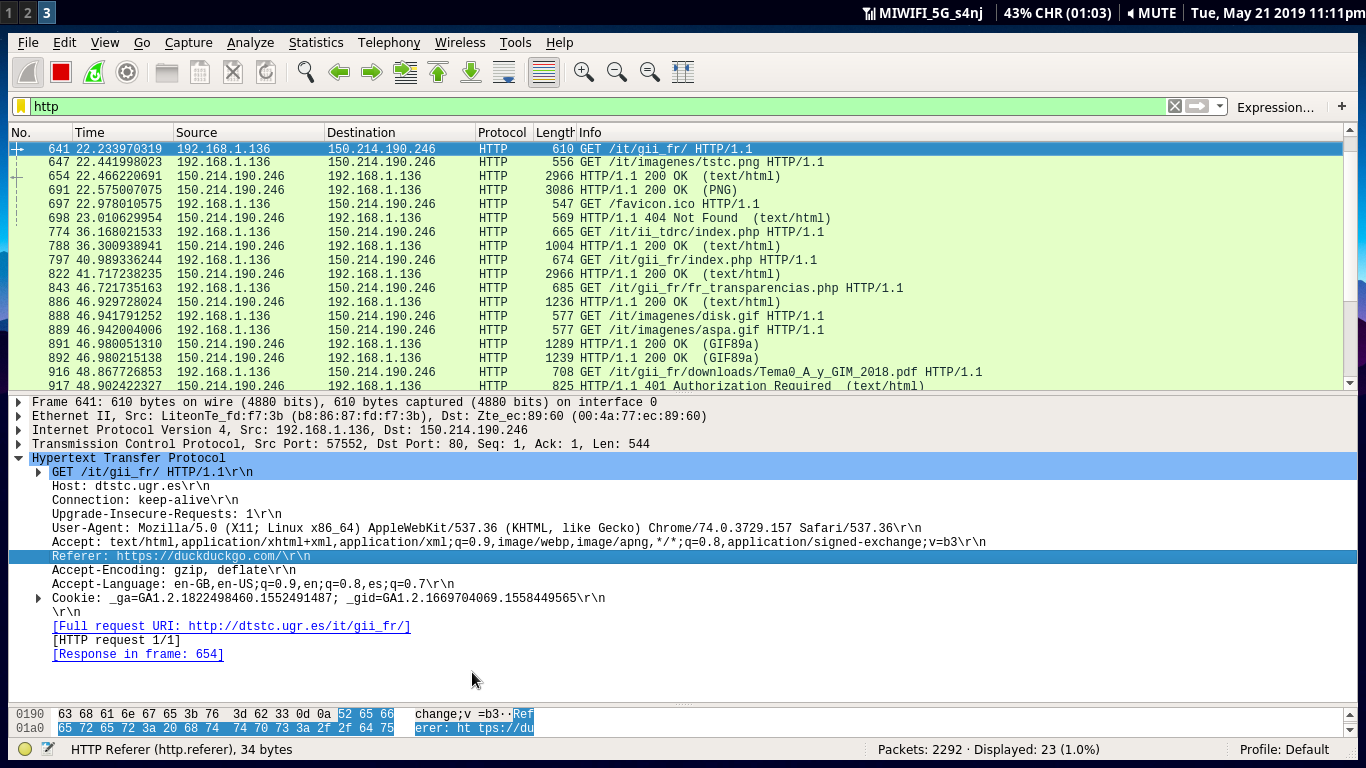 1 2 3 MIWIFI_5G_s4nj 43% CHR (01:03) MUTE Tue, May 21 2019 11:11pm
File Edit View Go Capture Analyze Statistics Telephony Wireless Tools Help
http Expression… +
No. Time Source Destination Protocol Length Info
641 22.233970319 192.168.1.136 150.214.190.246 HTTP 610 GET /it/gii_fr/ HTTP/1.1
647 22.441998023 192.168.1.136 150.214.190.246 HTTP 556 GET /it/imagenes/tstc.png HTTP/1.1
654 22.466220691 150.214.190.246 192.168.1.136 HTTP 2966 HTTP/1.1 200 OK (text/html)
691 22.575007075 150.214.190.246 192.168.1.136 HTTP 3086 HTTP/1.1 200 OK (PNG)
697 22.978010575 192.168.1.136 150.214.190.246 HTTP 547 GET /favicon.ico HTTP/1.1
698 23.010629954 150.214.190.246 192.168.1.136 HTTP 569 HTTP/1.1 404 Not Found (text/html)
774 36.168021533 192.168.1.136 150.214.190.246 HTTP 665 GET /it/ii_tdrc/index.php HTTP/1.1
788 36.300938941 150.214.190.246 192.168.1.136 HTTP 1004 HTTP/1.1 200 OK (text/html)
797 40.989336244 192.168.1.136 150.214.190.246 HTTP 674 GET /it/gii_fr/index.php HTTP/1.1
822 41.717238235 150.214.190.246 192.168.1.136 HTTP 2966 HTTP/1.1 200 OK (text/html)
843 46.721735163 192.168.1.136 150.214.190.246 HTTP 685 GET /it/gii_fr/fr_transparencias.php HTTP/1.1
886 46.929728024 150.214.190.246 192.168.1.136 HTTP 1236 HTTP/1.1 200 OK (text/html)
888 46.941791252 192.168.1.136 150.214.190.246 HTTP 577 GET /it/imagenes/disk.gif HTTP/1.1
889 46.942004006 192.168.1.136 150.214.190.246 HTTP 577 GET /it/imagenes/aspa.gif HTTP/1.1
891 46.980051310 150.214.190.246 192.168.1.136 HTTP 1289 HTTP/1.1 200 OK (GIF89a)
892 46.980215138 150.214.190.246 192.168.1.136 HTTP 1239 HTTP/1.1 200 OK (GIF89a)
916 48.867726853 192.168.1.136 150.214.190.246 HTTP 708 GET /it/gii_fr/downloads/Tema0_A_y_GIM_2018.pdf HTTP/1.1
917 48.902422327 150.214.190.246 192.168.1.136 HTTP 825 HTTP/1.1 401 Authorization Required (text/html)
Frame 641: 610 bytes on wire (4880 bits), 610 bytes captured (4880 bits) on interface 0
Ethernet II, Src: LiteonTe_fd:f7:3b (b8:86:87:fd:f7:3b), Dst: Zte_ec:89:60 (00:4a:77:ec:89:60)
Internet Protocol Version 4, Src: 192.168.1.136, Dst: 150.214.190.246
Transmission Control Protocol, Src Port: 57552, Dst Port: 80, Seq: 1, Ack: 1, Len: 544
Hypertext Transfer Protocol
GET /it/gii_fr/ HTTP/1.1\r\n
Host: dtstc.ugr.es\r\n
Connection: keep-alive\r\n
Upgrade-Insecure-Requests: 1\r\n
User-Agent: Mozilla/5.0 (X11; Linux x86_64) AppleWebKit/537.36 (KHTML, like Gecko) Chrome/74.0.3729.157 Safari/537.36\r\n
Accept: text/html,application/xhtml+xml,application/xml;q=0.9,image/webp,image/apng,*/*;q=0.8,application/signed-exchange;v=b3\r\n
Referer: https://duckduckgo.com/\r\n
Accept-Encoding: gzip, deflate\r\n
Accept-Language: en-GB,en-US;q=0.9,en;q=0.8,es;q=0.7\r\n
Cookie: _ga=GA1.2.1822498460.1552491487; _gid=GA1.2.1669704069.1558449565\r\n
\r\n
[Full request URI: http://dtstc.ugr.es/it/gii_fr/]
[HTTP request 1/1]
[Response in frame: 654]
0190 63 68 61 6e 67 65 3b 76 3d 62 33 0d 0a 52 65 66 change;v =b3··Ref
01a0 65 72 65 72 3a 20 68 74 74 70 73 3a 2f 2f 64 75 erer: ht tps://du
HTTP Referer (http.referer), 34 bytes Packets: 2292 · Displayed: 23 (1.0%) Profile: Default